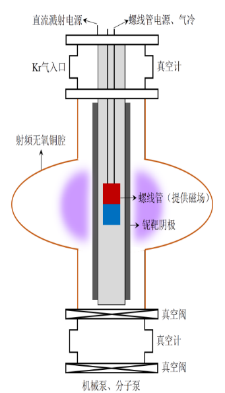 直流溅射电源 螺线管电源、气冷
Kr气入口 真空计
射频无氧铜腔
螺线管（提供磁场）
铌靶阴极
真空阀
真空计
真空阀
机械泵、分子泵